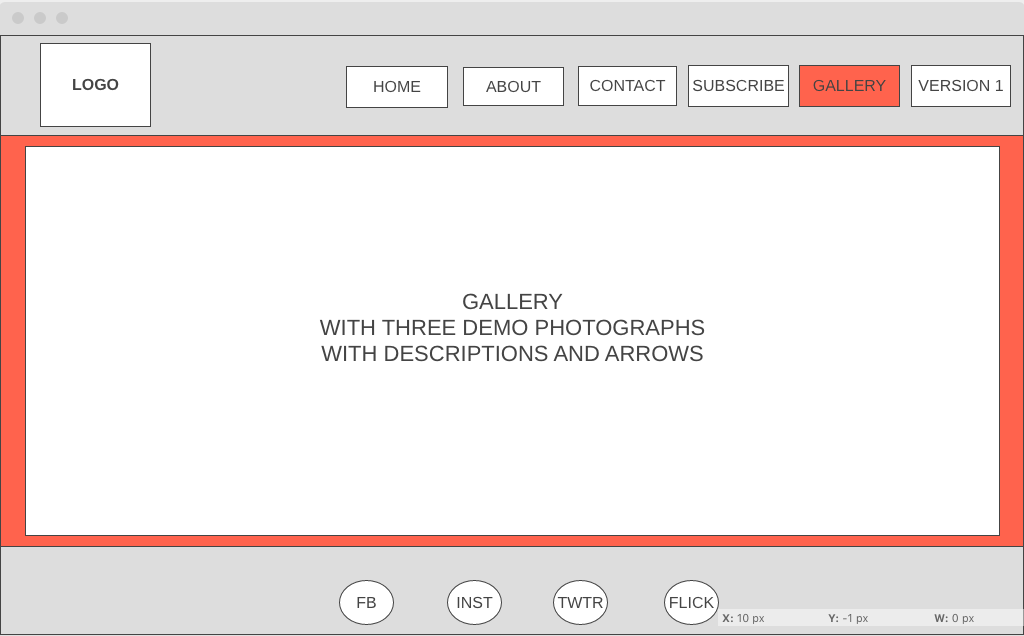 LOGO
HOME
ABOUT
CONTACT
SUBSCRIBE
GALLERY
VERSION 1
GALLERY
WITH THREE DEMO PHOTOGRAPHS
WITH DESCRIPTIONS AND ARROWS
FB
INST
TWTR
FLICK
X: 10 px
Y: -1 px
W: 0 px